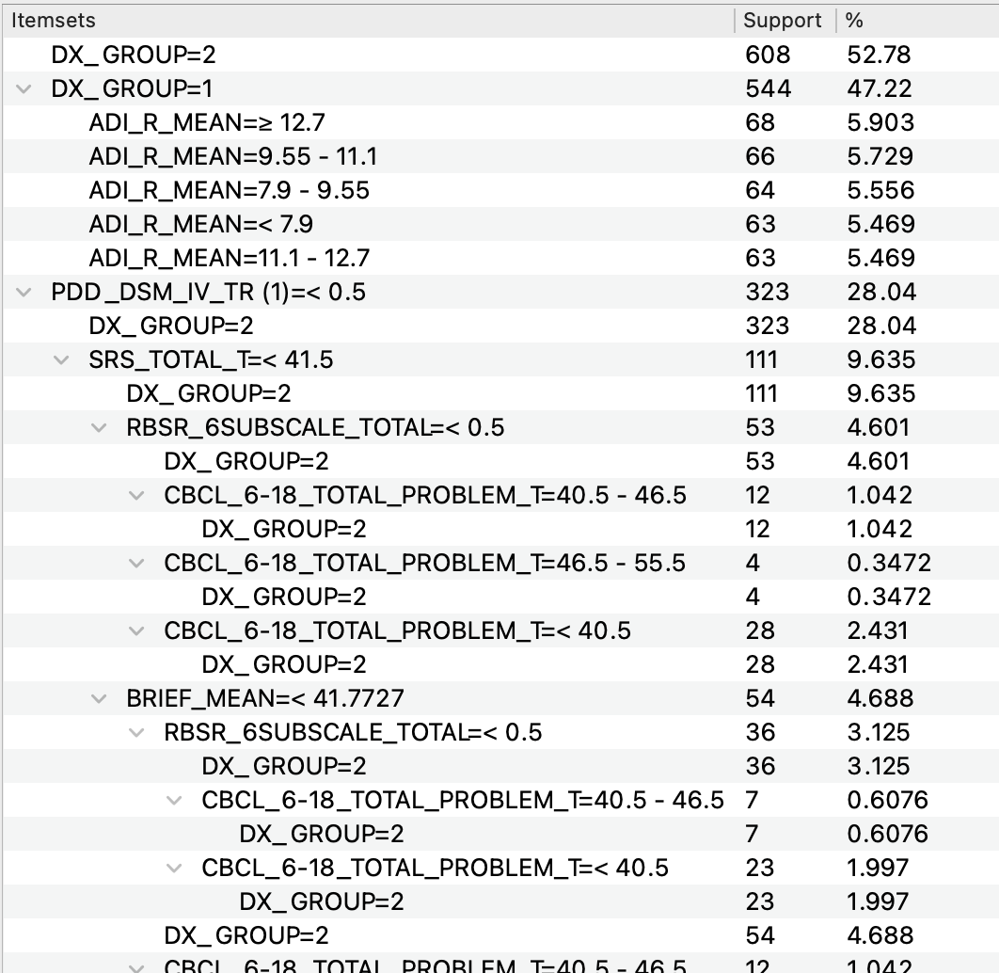 Itemsets Support %
DX_GROUP=2 608 52.78
DX_GROUP=1 544 47.22
ADI_R_MEAN=≥ 12.7 68 5.903
ADI_R_MEAN=9.55 - 11.1 66 5.729
ADI_R_MEAN=7.9 - 9.55 64 5.556
ADI_R_MEAN=< 7.9 63 5.469
ADI_R_MEAN=11.1 - 12.7 63 5.469
PDD_DSM_IV_TR (1)=< 0.5 323 28.04
DX_GROUP=2 323 28.04
SRS_TOTAL_T=< 41.5 111 9.635
DX_GROUP=2 111 9.635
RBSR_6SUBSCALE_TOTAL=< 0.5 53 4.601
DX_GROUP=2 53 4.601
CBCL_6-18_TOTAL_PROBLEM_T=40.5 - 46.5 12 1.042
DX_GROUP=2 12 1.042
CBCL_6-18_TOTAL_PROBLEM_T=46.5 - 55.5 4 0.3472
DX_GROUP=2 4 0.3472
CBCL_6-18_TOTAL_PROBLEM_T=< 40.5 28 2.431
DX_GROUP=2 28 2.431
BRIEF_MEAN=< 41.7727 54 4.688
RBSR_6SUBSCALE_TOTAL=< 0.5 36 3.125
DX_GROUP=2 36 3.125
CBCL_6-18_TOTAL_PROBLEM_T=40.5 - 46.5 7 0.6076
DX_GROUP=2 7 0.6076
CBCL_6-18_TOTAL_PROBLEM_T=< 40.5 23 1.997
DX_GROUP=2 23 1.997
DX_GROUP=2 54 4.688
CBCL_6-18_TOTAL_PROBLEM_T=40.5 - 46.5 12 1.042